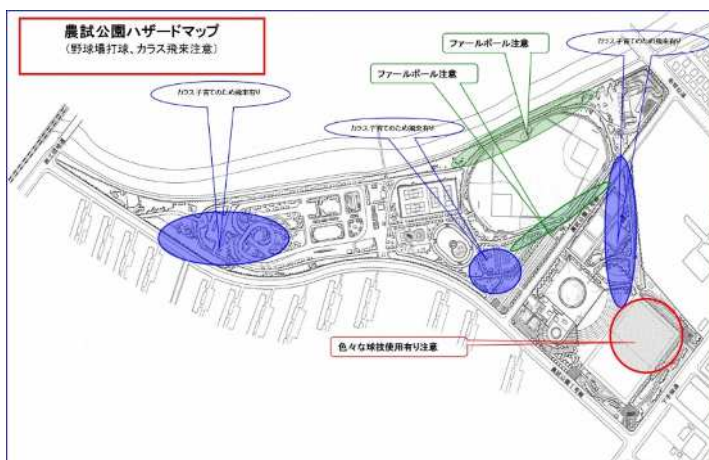 農試公園ハザードマップ
(野球場打球、カラス飛来注意)
ファールボール注意
ファールボール注意
カラス子育てのため飛来有り
カラス子育てのため飛来有り
カラス子育てのため飛来有り
色々な球技使用有り注意